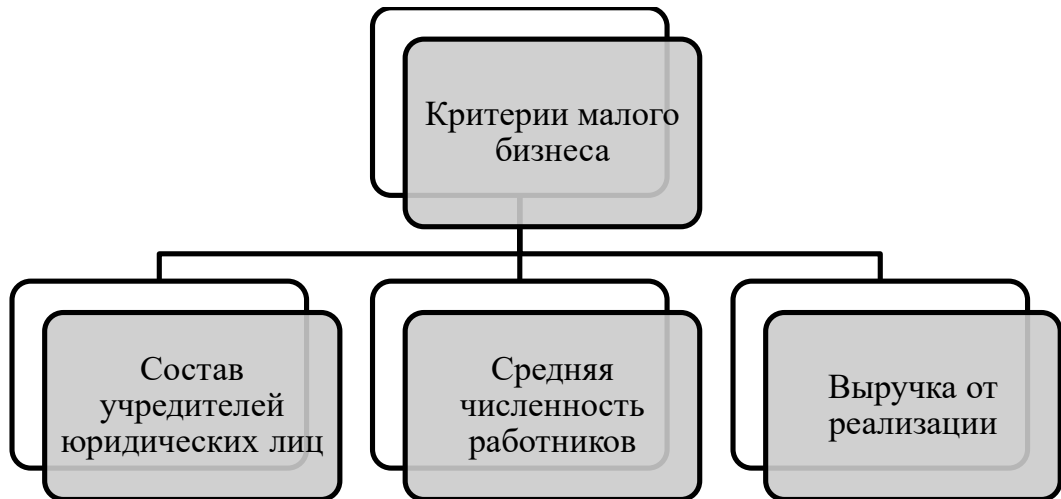 Критерии малого
бизнеса
Состав
учредителей
юридических лиц
Средняя
численность
работников
Выручка от
реализации